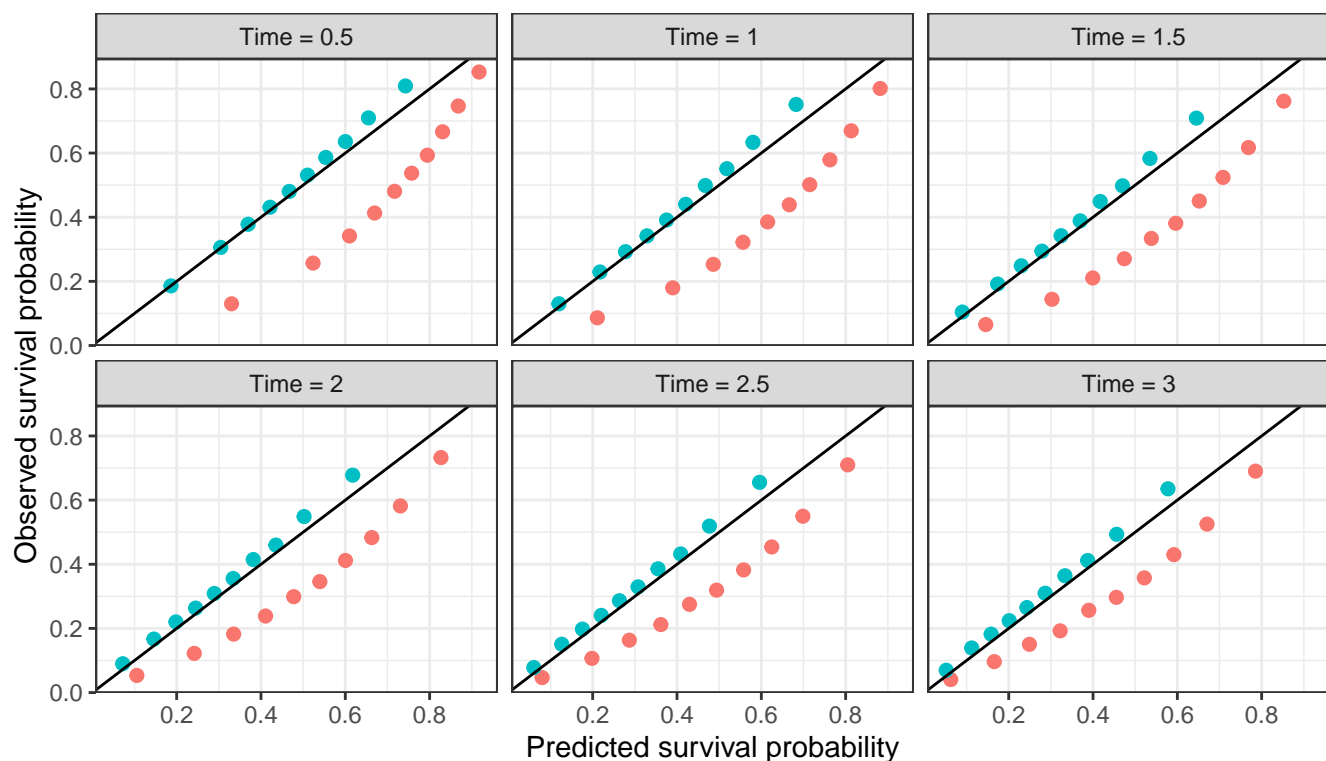 Time = 0.5
Time = 1
Time = 1.5
0.8
0.6
0.4
0.2
0.0
Time = 2
Time = 2.5
Time = 3
0.8
0.6
0.4
0.2
0.0
0.2 0.4 0.6 0.8
0.2 0.4 0.6 0.8
0.2 0.4 0.6 0.8
Observed survival probability
Predicted survival probability